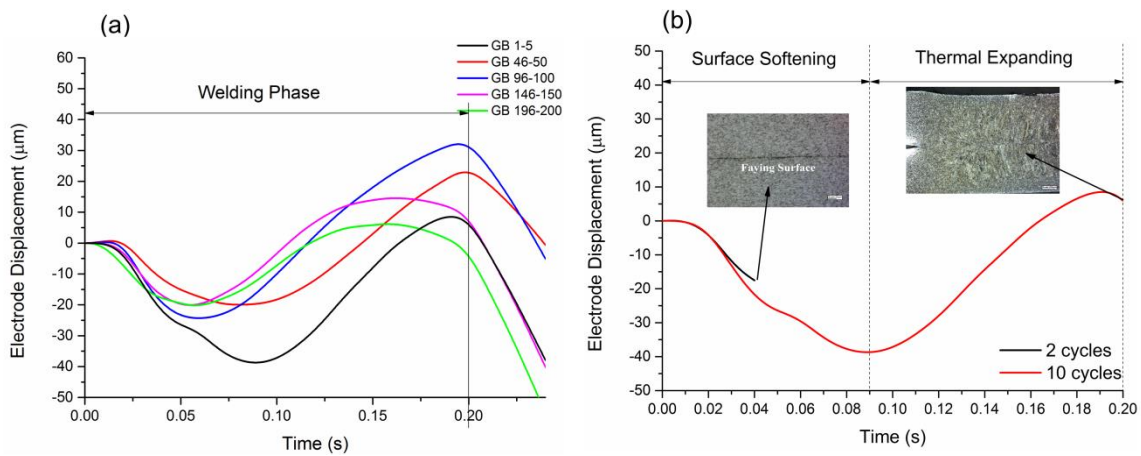 (a)
60
50
40
30
20
10
0
-10
-20
-30
-40
-50
Electrode Displacement (μm)
0.00 0.05 0.10 0.15 0.20
Time (s)
Welding Phase
GB 1-5
GB 46-50
GB 96-100
GB 146-150
GB 196-200
(b)
50
40
30
20
10
0
-10
-20
-30
-40
-50
Electrode Displacement (μm)
0.00 0.02 0.04 0.06 0.08 0.10 0.12 0.14 0.16 0.18 0.20
Time (s)
Surface Softening
Thermal Expanding
Faying Surface
2 cycles
10 cycles